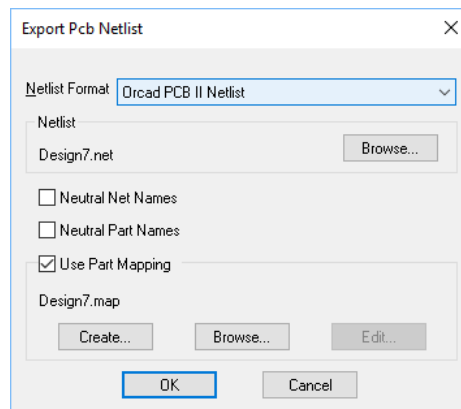 Export Pcb Netlist
Netlist Format Orcad PCB II Netlist
Netlist
Design7.net Browse...
Neutral Net Names
Neutral Part Names
Use Part Mapping
Design7.map
Create... Browse... Edit...
OK Cancel